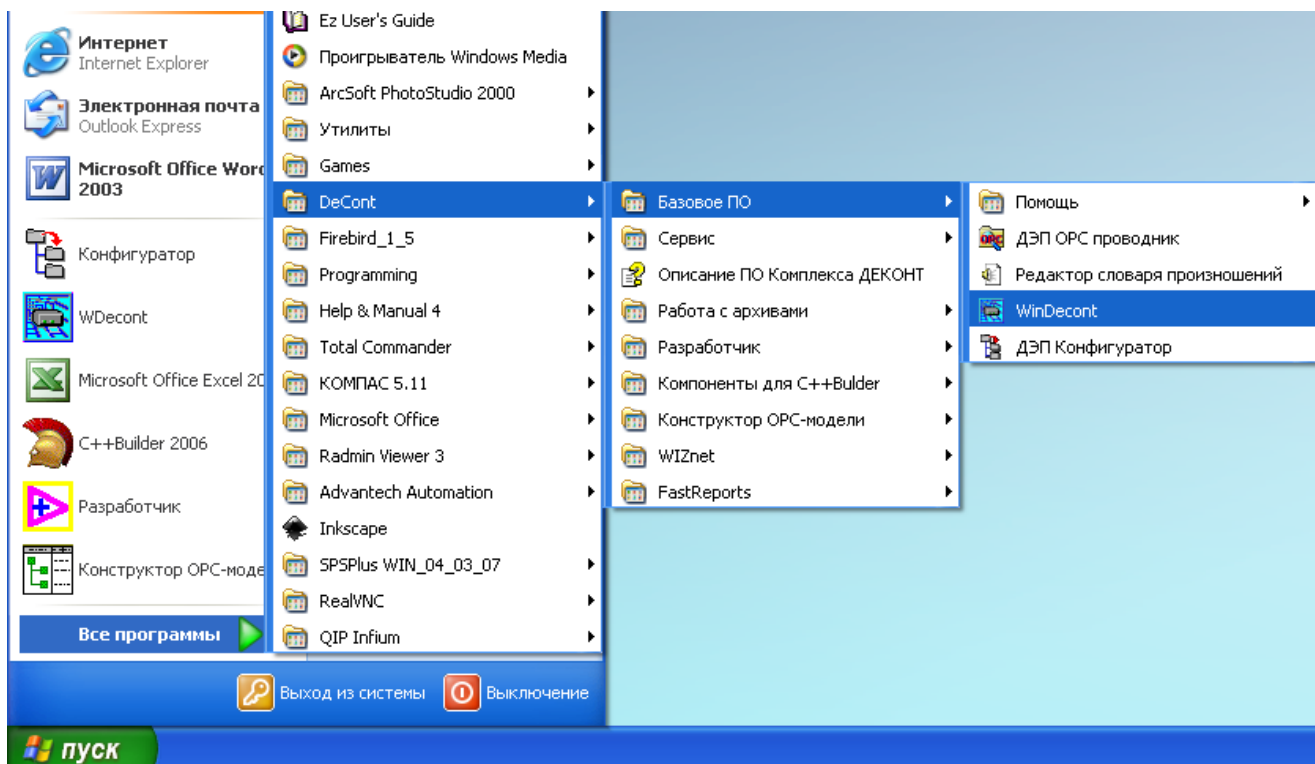 Интернет
Internet Explorer
Электронная почта
Outlook Express
Microsoft Office Word
2003
Конфигуратор
WDecont
Microsoft Office Excel 20
C++Builder 2006
Разработчик
Конструктор ОРС-моде
Все программы
Ez User's Guide
Проигрыватель Windows Media
ArcSoft PhotoStudio 2000
Утилиты
Games
DeCont
Firebird_1_5
Programming
Help & Manual 4
Total Commander
КОМПАС 5.11
Microsoft Office
Radmin Viewer 3
Advantech Automation
Inkscape
SPSPlus WIN_04_03_07
RealVNC
QIP Infium
Базовое ПО
Сервис
Описание ПО Комплекса ДЕКОНТ
Работа с архивами
Разработчик
Компоненты для C++Bulder
Конструктор ОРС-модели
WIZnet
FastReports
Помощь
ДЭП ОРС проводник
Редактор словаря произношений
WinDecont
ДЭП Конфигуратор
Выход из системы
Выключение
пуск